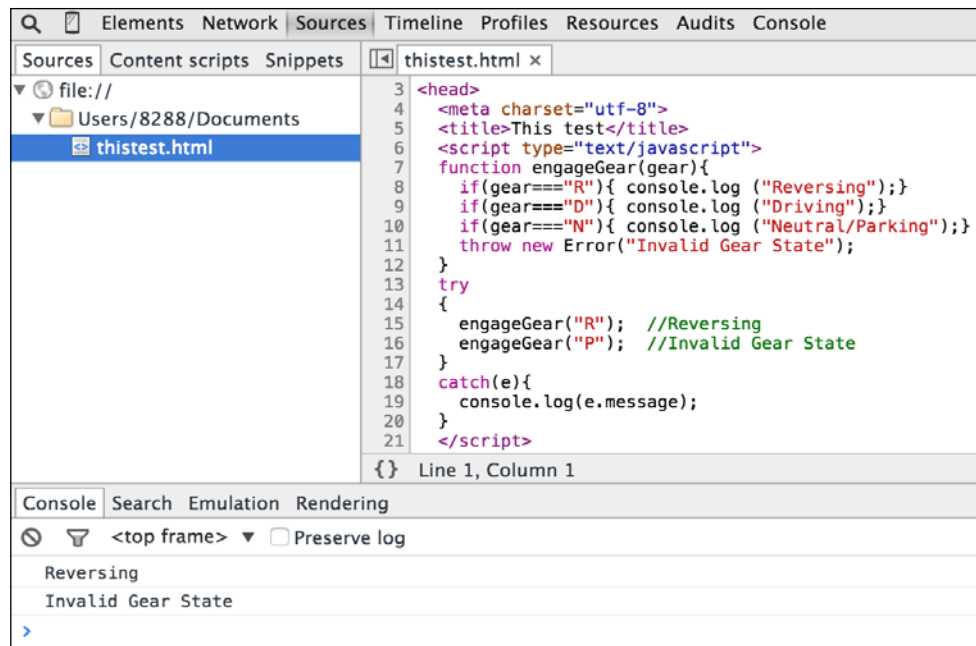 Elements Network Sources Timeline Profiles Resources Audits Console
Sources Content scripts Snippets
thistest.html ×
file://
Users/8288/Documents
thistest.html
3 <head>
4 <meta charset="utf-8">
5 <title>This test</title>
6 <script type="text/javascript">
7 function engageGear(gear){
8 if(gear==="R"){ console.log ("Reversing");}
9 if(gear==="D"){ console.log ("Driving");}
10 if(gear==="N"){ console.log ("Neutral/Parking");}
11 throw new Error("Invalid Gear State");
12 }
13 try
14 {
15 engageGear("R"); //Reversing
16 engageGear("P"); //Invalid Gear State
17 }
18 catch(e){
19 console.log(e.message);
20 }
21 </script>
{} Line 1, Column 1
Console Search Emulation Rendering
<top frame> ▼ Preserve log
Reversing
Invalid Gear State
>